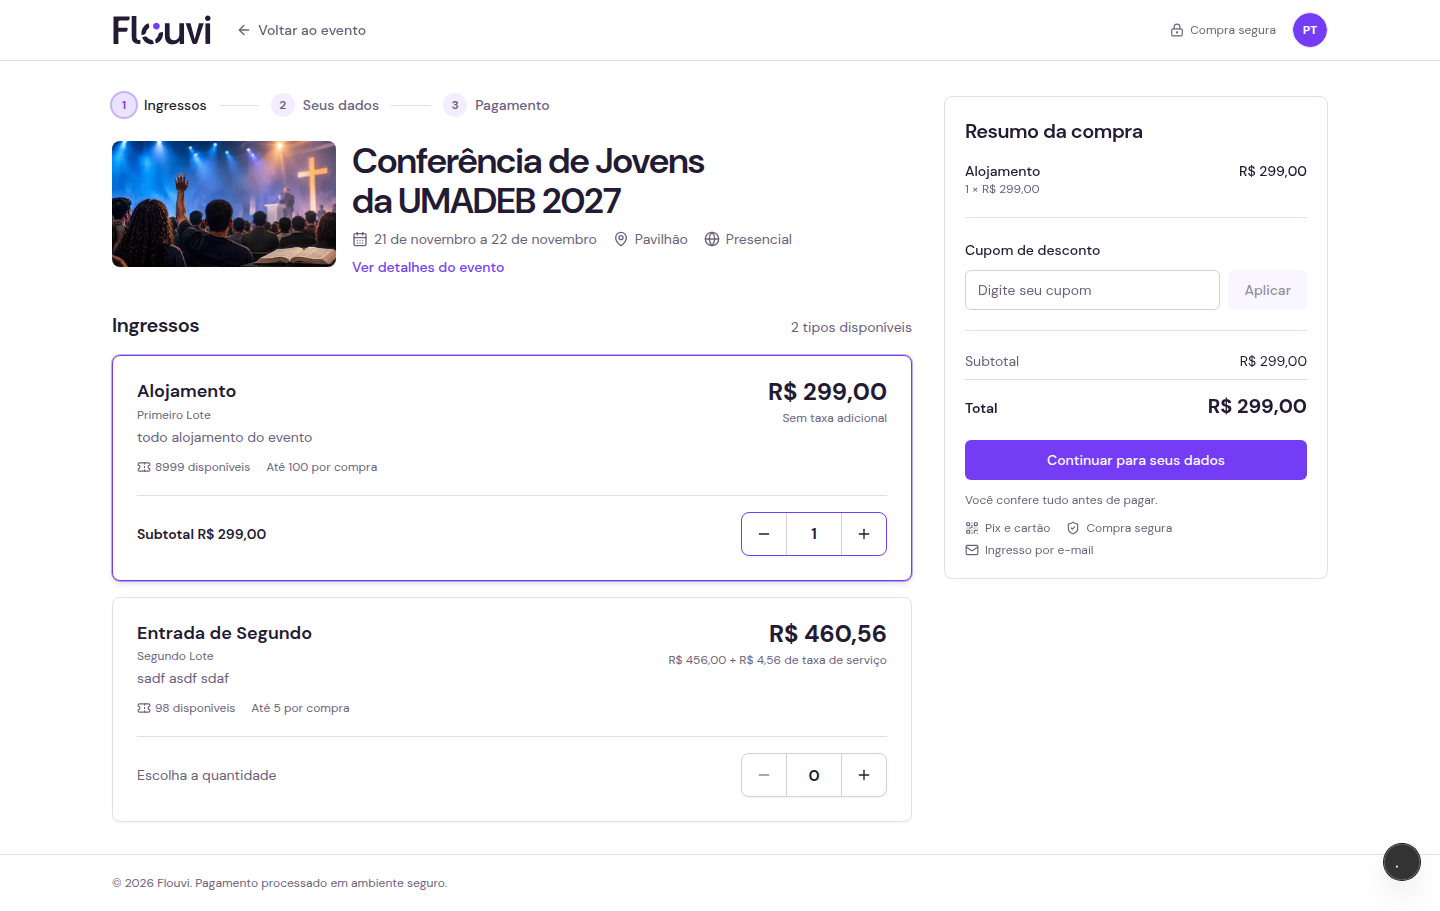 Flouvi
Voltar ao evento
Compra segura
PT
1 Ingressos
2 Seus dados
3 Pagamento
Conferência de Jovens
da UMADEB 2027
21 de novembro a 22 de novembro
Pavilhão
Presencial
Ver detalhes do evento
Ingressos
2 tipos disponíveis
Alojamento
R$ 299,00
Primeiro Lote
Sem taxa adicional
todo alojamento do evento
8999 disponíveis
Até 100 por compra
Subtotal R$ 299,00
− 1 +
Entrada de Segundo
R$ 460,56
Segundo Lote
R$ 456,00 + R$ 4,56 de taxa de serviço
sadf asdf sdaf
98 disponíveis
Até 5 por compra
Escolha a quantidade
− 0 +
Resumo da compra
Alojamento
R$ 299,00
1 × R$ 299,00
Cupom de desconto
Digite seu cupom
Aplicar
Subtotal
R$ 299,00
Total
R$ 299,00
Continuar para seus dados
Você confere tudo antes de pagar.
Pix e cartão
Compra segura
Ingresso por e-mail
© 2026 Flouvi. Pagamento processado em ambiente seguro.